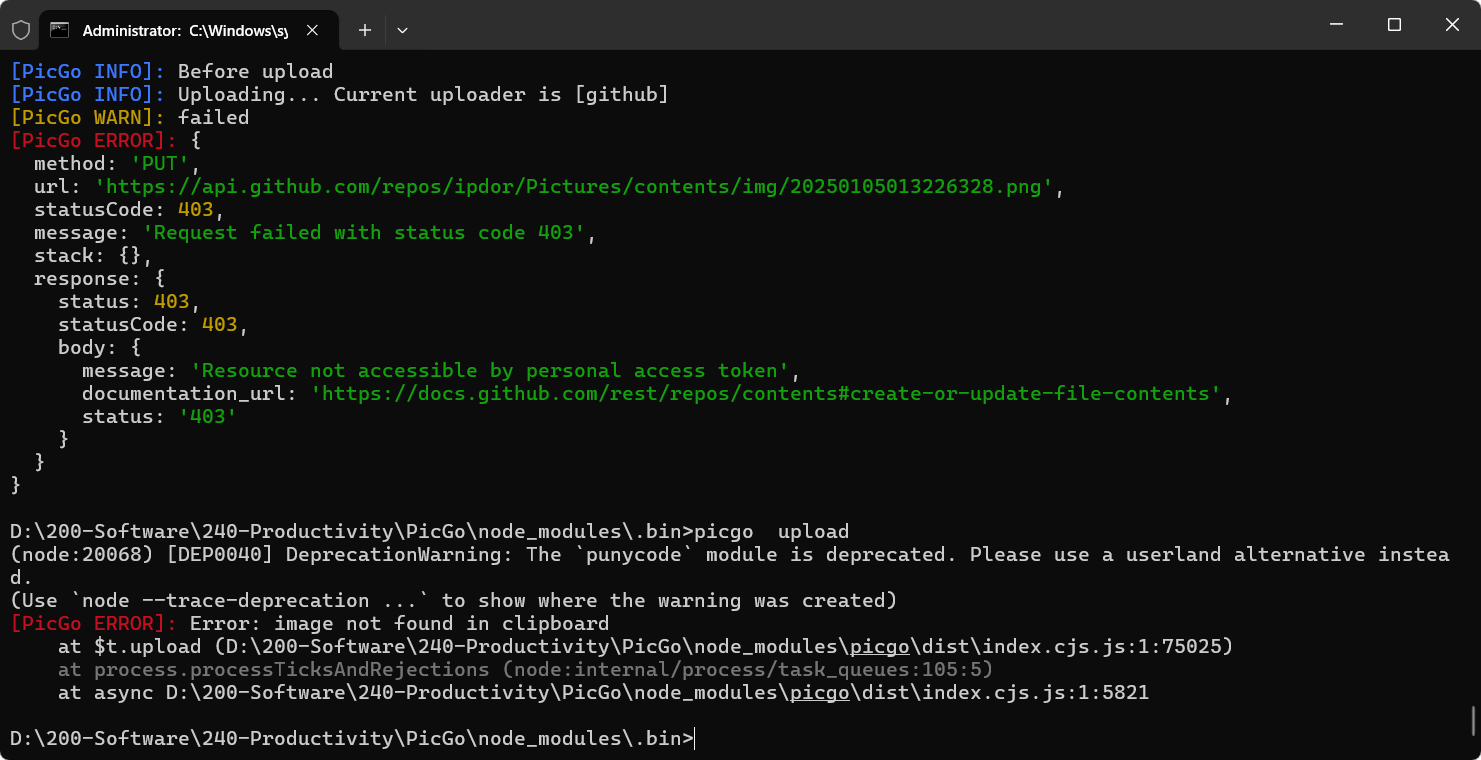 Administrator:  C:\Windows\sy
[PicGo INFO]: Before upload
[PicGo INFO]: Uploading... Current uploader is [github]
[PicGo WARN]: failed
[PicGo ERROR]: {
  method: 'PUT',
  url: 'https://api.github.com/repos/ipdor/Pictures/contents/img/20250105013226328.png',
  statusCode: 403,
  message: 'Request failed with status code 403',
  stack: {},
  response: {
    status: 403,
    statusCode: 403,
    body: {
      message: 'Resource not accessible by personal access token',
      documentation_url: 'https://docs.github.com/rest/repos/contents#create-or-update-file-contents',
      status: '403'
    }
  }
}
D:\200-Software\240-Productivity\PicGo\node_modules\.bin>picgo  upload
(node:20068) [DEP0040] DeprecationWarning: The `punycode` module is deprecated. Please use a userland alternative instea
d.
(Use `node --trace-deprecation ...` to show where the warning was created)
[PicGo ERROR]: Error: image not found in clipboard
    at $t.upload (D:\200-Software\240-Productivity\PicGo\node_modules\picgo\dist\index.cjs.js:1:75025)
    at process.processTicksAndRejections (node:internal/process/task_queues:105:5)
    at async D:\200-Software\240-Productivity\PicGo\node_modules\picgo\dist\index.cjs.js:1:5821
D:\200-Software\240-Productivity\PicGo\node_modules\.bin>